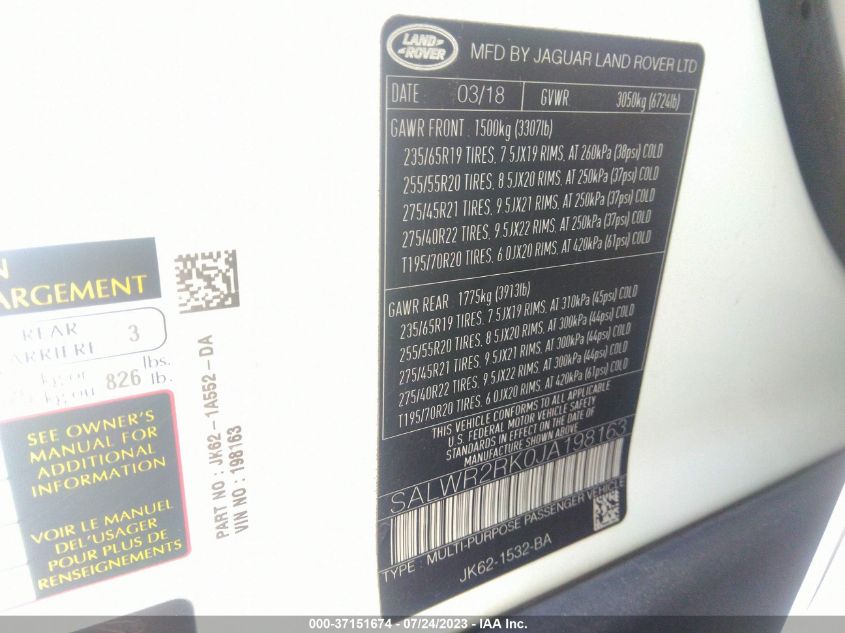 LAND
ROVER
MFD BY JAGUAR LAND ROVER LTD
DATE : 03/18 GVWR: 3050kg (6724lb)
GAWR FRONT : 1500kg (3307lb)
235/65R19 TIRES, 7.5JX19 RIMS, AT 260kPa (38psi) COLD
255/55R20 TIRES, 8.5JX20 RIMS, AT 250kPa (37psi) COLD
275/45R21 TIRES, 9.5JX21 RIMS, AT 250kPa (37psi) COLD
275/40R22 TIRES, 9.5JX22 RIMS, AT 250kPa (37psi) COLD
T195/70R20 TIRES, 6.0JX20 RIMS, AT 420kPa (61psi) COLD
GAWR REAR : 1775kg (3913lb)
235/65R19 TIRES, 7.5JX19 RIMS, AT 310kPa (45psi) COLD
255/55R20 TIRES, 8.5JX20 RIMS, AT 300kPa (44psi) COLD
275/45R21 TIRES, 9.5JX21 RIMS, AT 300kPa (44psi) COLD
275/40R22 TIRES, 9.5JX22 RIMS, AT 300kPa (44psi) COLD
T195/70R20 TIRES, 6.0JX20 RIMS, AT 420kPa (61psi) COLD
THIS VEHICLE CONFORMS TO ALL APPLICABLE
U.S. FEDERAL MOTOR VEHICLE SAFETY
STANDARDS IN EFFECT ON THE DATE OF
MANUFACTURE SHOWN ABOVE
SALWR2RK0JA198163
TYPE : MULTI-PURPOSE PASSENGER VEHICLE
JK62-1532-BA
N
ARGEMENT
REAR 3
ARRIERE
kg or 826 lbs.
kg ou lb.
SEE OWNER'S
MANUAL FOR
ADDITIONAL
INFORMATION
VOIR LE MANUEL
DEL'USAGER
POUR PLUS DE
RENSEIGNEMENTS
PART NO : JK62-1A552-DA
VIN NO : 198163
000-37151674 / 07/24/2023 - IAA Inc.